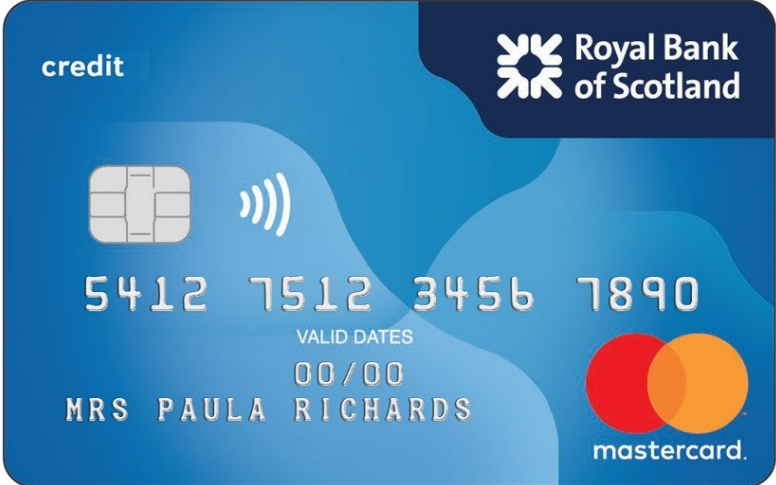 credit
Royal Bank
of Scotland
5412 7512 3456 7890
VALID DATES
00/00
MRS PAULA RICHARDS
mastercard.